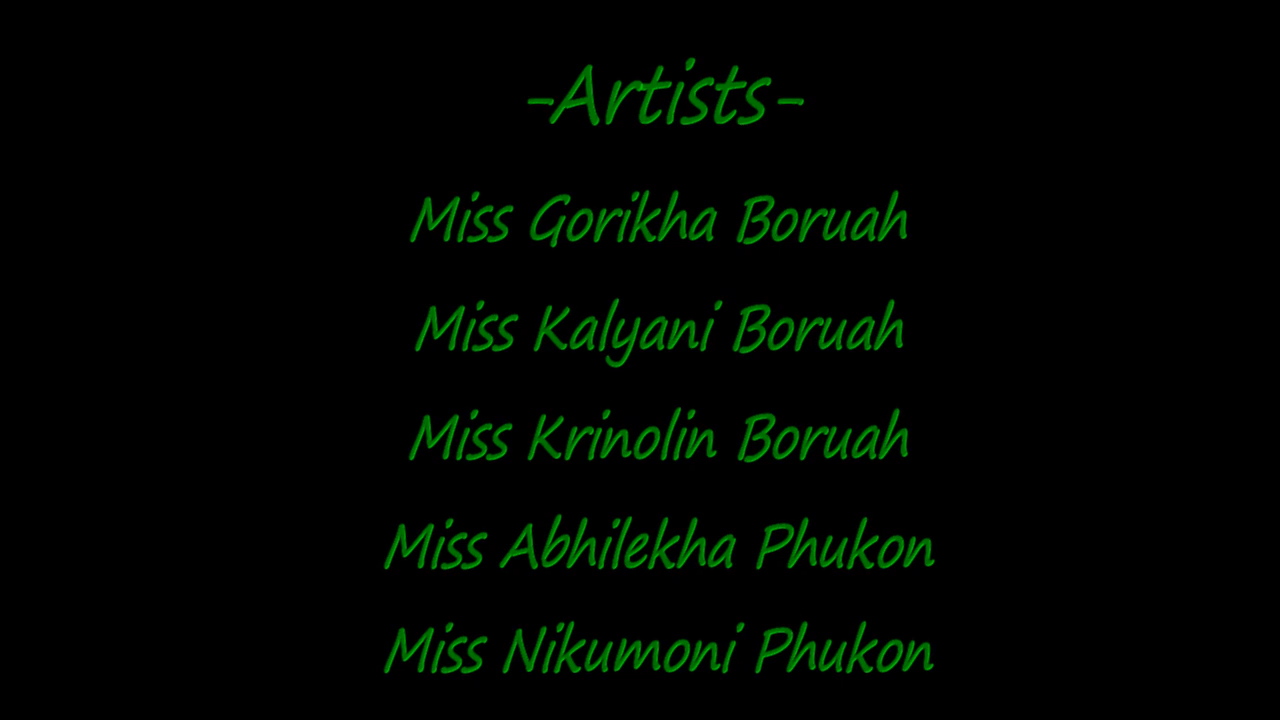 -Artists-
Miss Gorikha Boruah
Miss Kalyani Boruah
Miss Krinolin Boruah
Miss Abhilekha Phukon
Miss Nikumoni Phukon